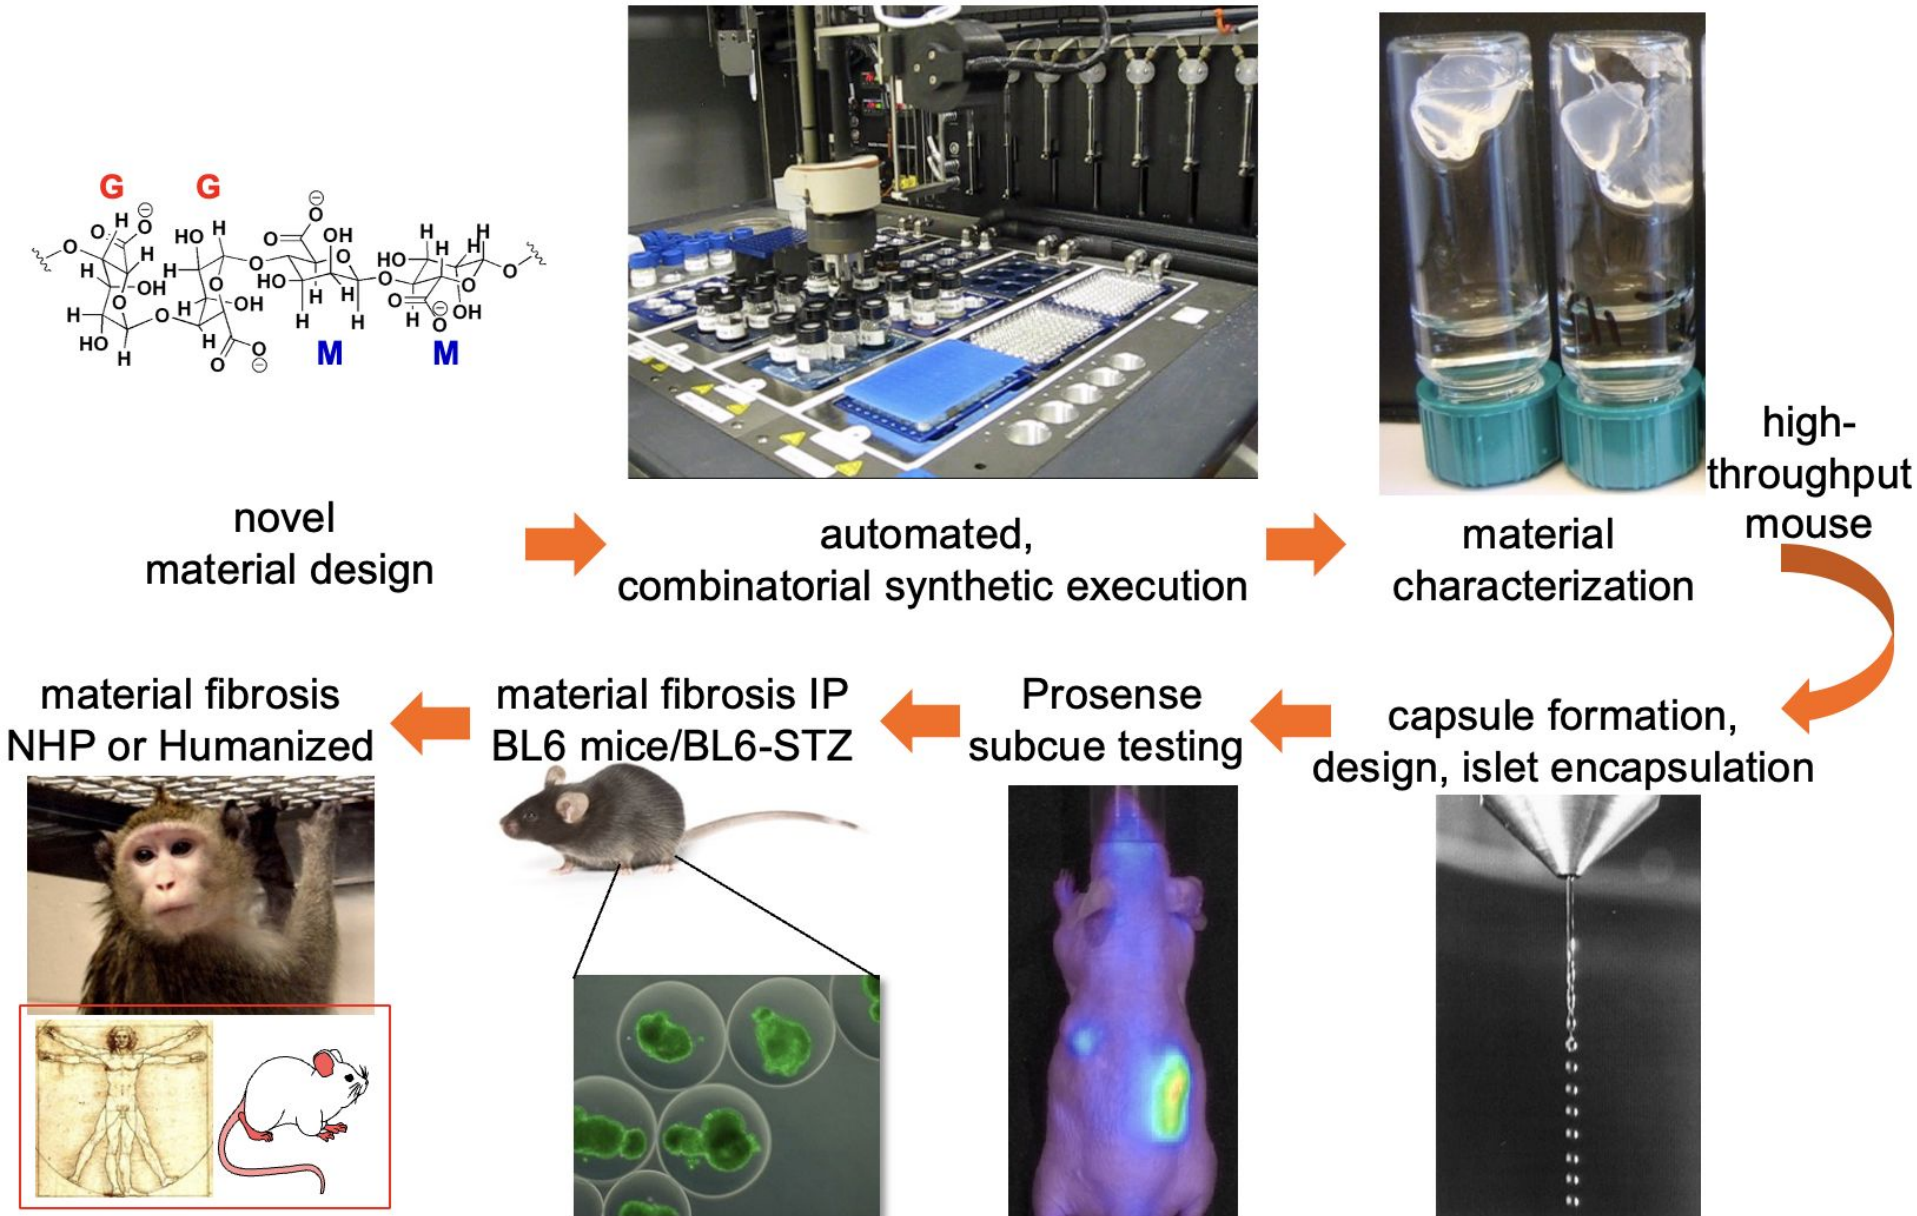 G
G
M
M
novel
material design
automated,
combinatorial synthetic execution
material
characterization
high-
throughput
mouse
capsule formation,
design, islet encapsulation
Prosense
subcue testing
material fibrosis IP
BL6 mice/BL6-STZ
material fibrosis
NHP or Humanized